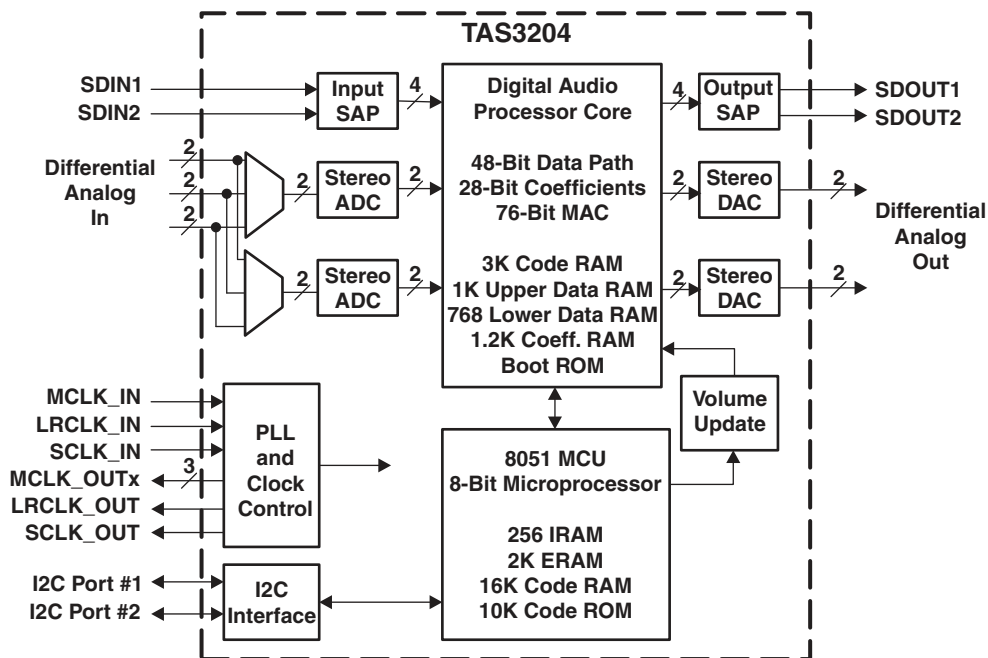 TAS3204
SDIN1
SDIN2
Input
SAP
4
Digital Audio
Processor Core
4
Output
SAP
SDOUT1
SDOUT2
Differential
Analog
In
2
2
2
2
Stereo
ADC
2
48-Bit Data Path
28-Bit Coefficients
76-Bit MAC
2
Stereo
DAC
2
Differential
Analog
Out
2
Stereo
ADC
2
3K Code RAM
1K Upper Data RAM
768 Lower Data RAM
1.2K Coeff. RAM
Boot ROM
2
Stereo
DAC
2
MCLK_IN
LRCLK_IN
SCLK_IN
MCLK_OUTx
3
LRCLK_OUT
SCLK_OUT
PLL
and
Clock
Control
Volume
Update
8051 MCU
8-Bit Microprocessor
256 IRAM
2K ERAM
16K Code RAM
10K Code ROM
I2C Port #1
I2C Port #2
I2C
Interface